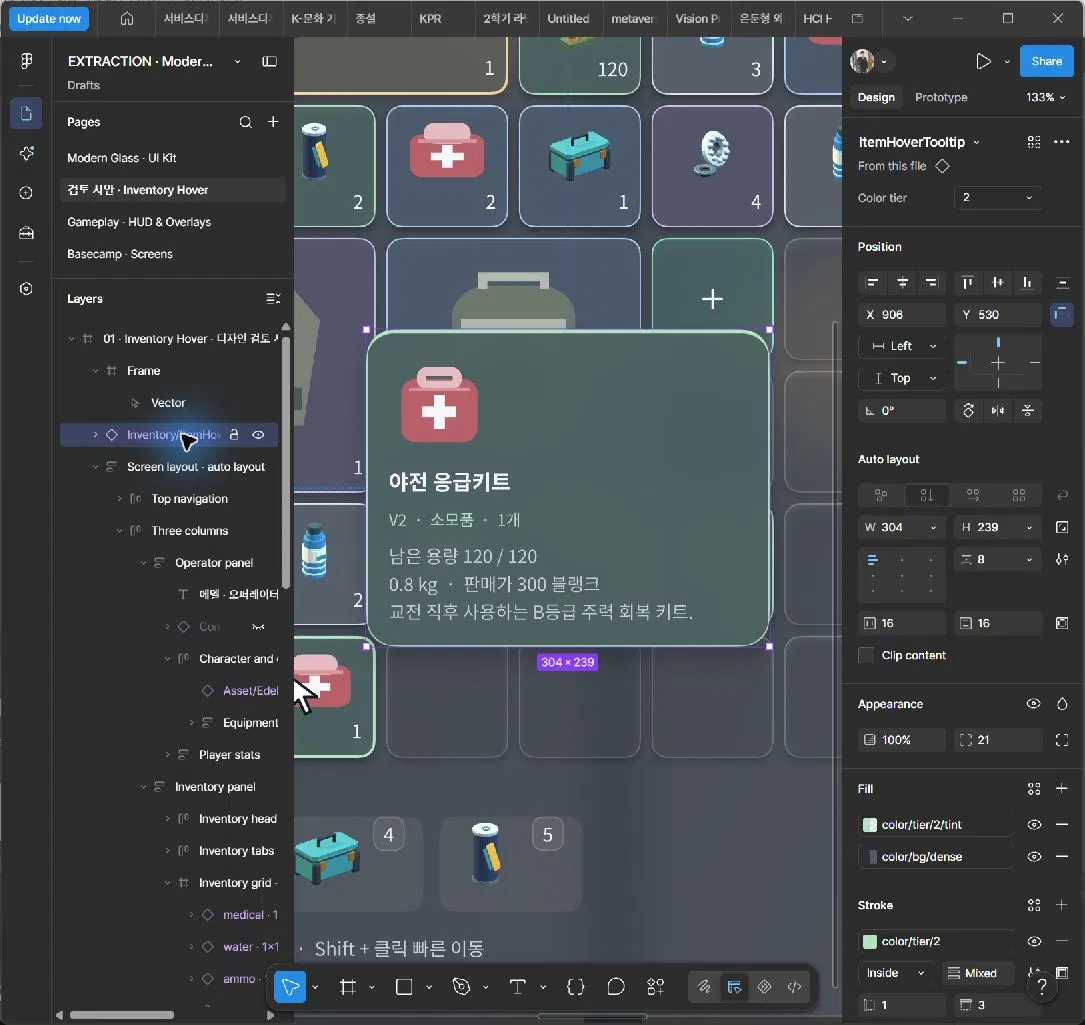 Update now
서비스디
서비스디
K-문화 기
종설
KPR
2학기 라
Untitled
metaver
Vision P
은둔형 외
HCI H
EXTRACTION · Moder...
Drafts
Pages
Modern Glass · UI Kit
검토 시안 · Inventory Hover
Gameplay · HUD & Overlays
Basecamp · Screens
Layers
01 · Inventory Hover · 디자인 검토
Frame
Vector
Screen layout · auto layout
Top navigation
Three columns
Operator panel
에델 · 오퍼레이터
Con
Character and
Asset/Edel
Equipment
Player stats
Inventory panel
Inventory head
Inventory tabs
Inventory grid ·
medical · 1
water · 1×1
ammo ·
1
120
3
2
2
1
4
1
야전 응급키트
V2 · 소모품 · 1개
남은 용량 120 / 120
0.8 kg · 판매가 300 블랭크
교전 직후 사용하는 B등급 주력 회복 키트.
2
304 × 239
1
4
5
· Shift + 클릭 빠른 이동
Share
Design
Prototype
133%
ItemHoverTooltip
From this file
Color tier
2
Position
X 906
Y 530
Left
Top
0°
Auto layout
W 304
H 239
8
16
16
Clip content
Appearance
100%
21
Fill
color/tier/2/tint
color/bg/dense
Stroke
color/tier/2
Inside
Mixed
1
3
?